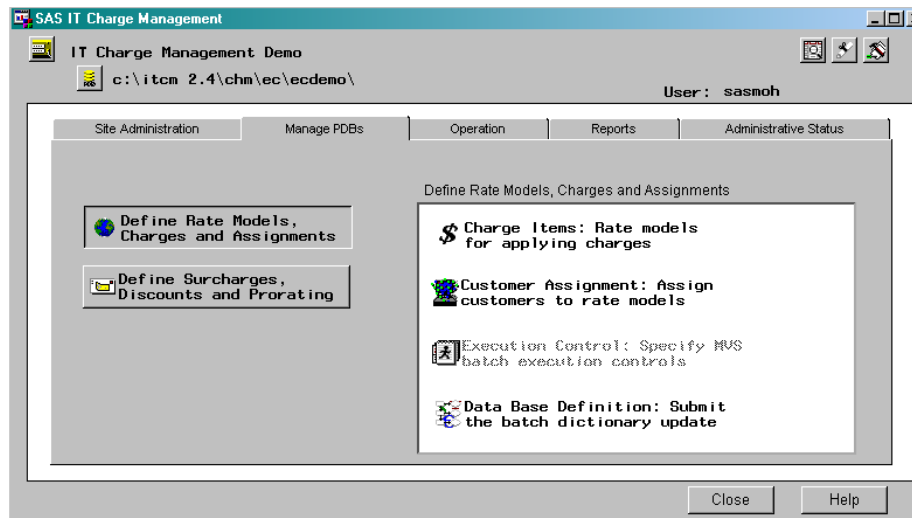 SAS IT Charge Management
IT Charge Management Demo
c:\itcm 2.4\chm\ec\ecdemo\
User: sasmoh
Site Administration
Manage PDBs
Operation
Reports
Administrative Status
Define Rate Models,
Charges and Assignments
Define Surcharges,
Discounts and Prorating
Define Rate Models, Charges and Assignments
Charge Items: Rate models
for applying charges
Customer Assignment: Assign
customers to rate models
Execution Control: Specify MVS
batch execution controls
Data Base Definition: Submit
the batch dictionary update
Close
Help